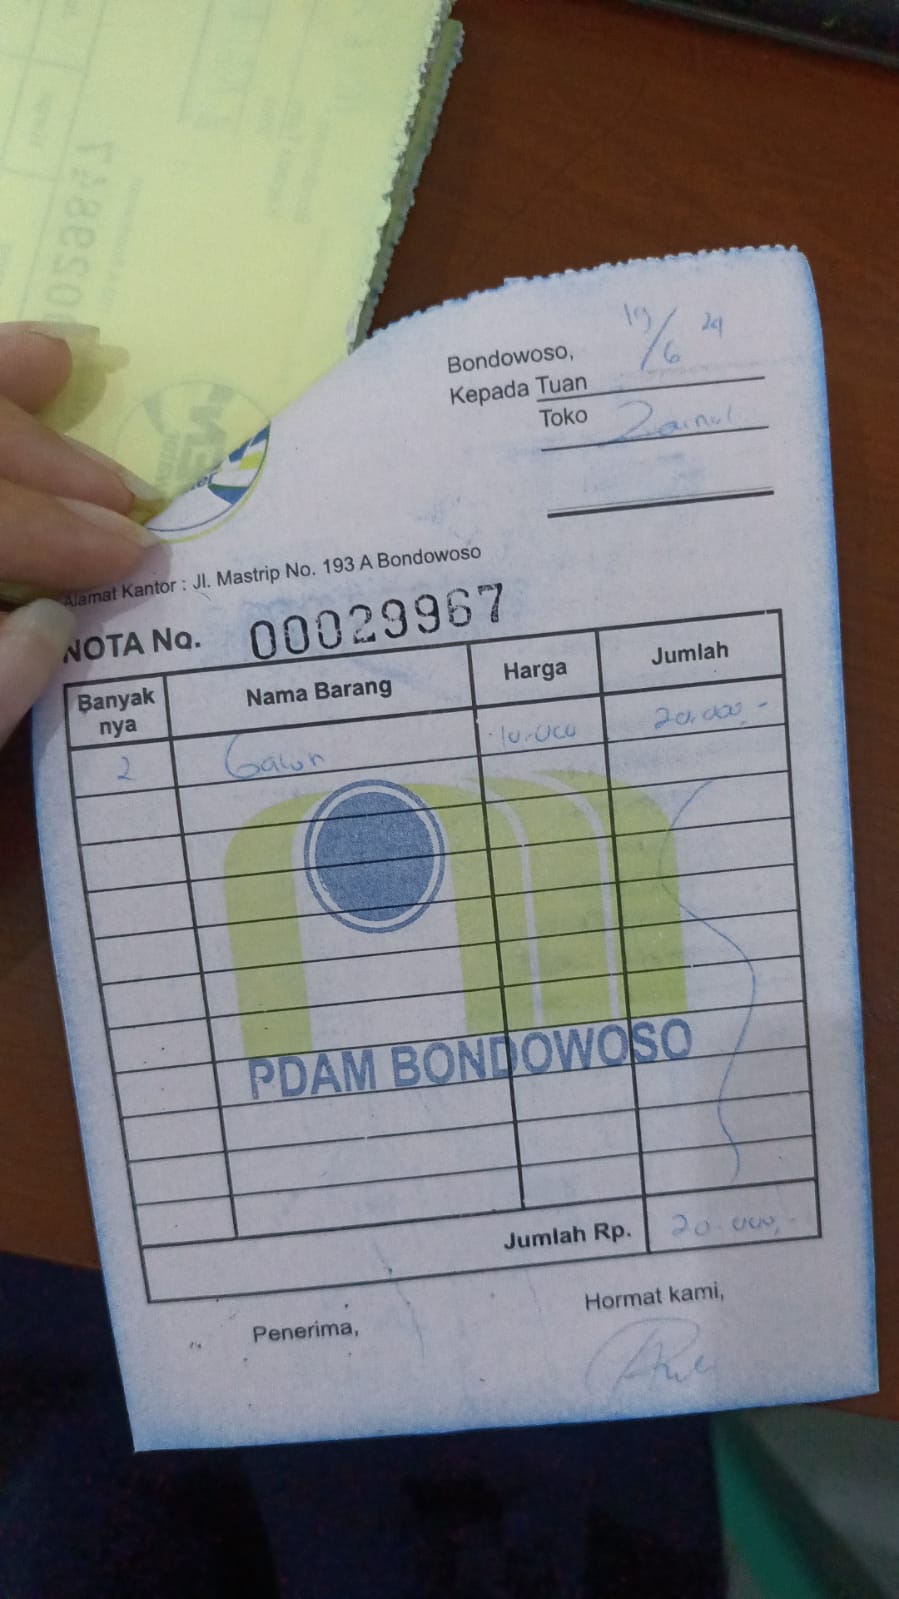 Bondowoso, 19/6 24
Kepada Tuan
Toko Zainul
Alamat Kantor : Jl. Mastrip No. 193 A Bondowoso
NOTA No. 00029967
Banyak nya Nama Barang Harga Jumlah
2 Galon 10.000 20.000,-
PDAM BONDOWOSO
Jumlah Rp. 20.000,-
Penerima, Hormat kami,